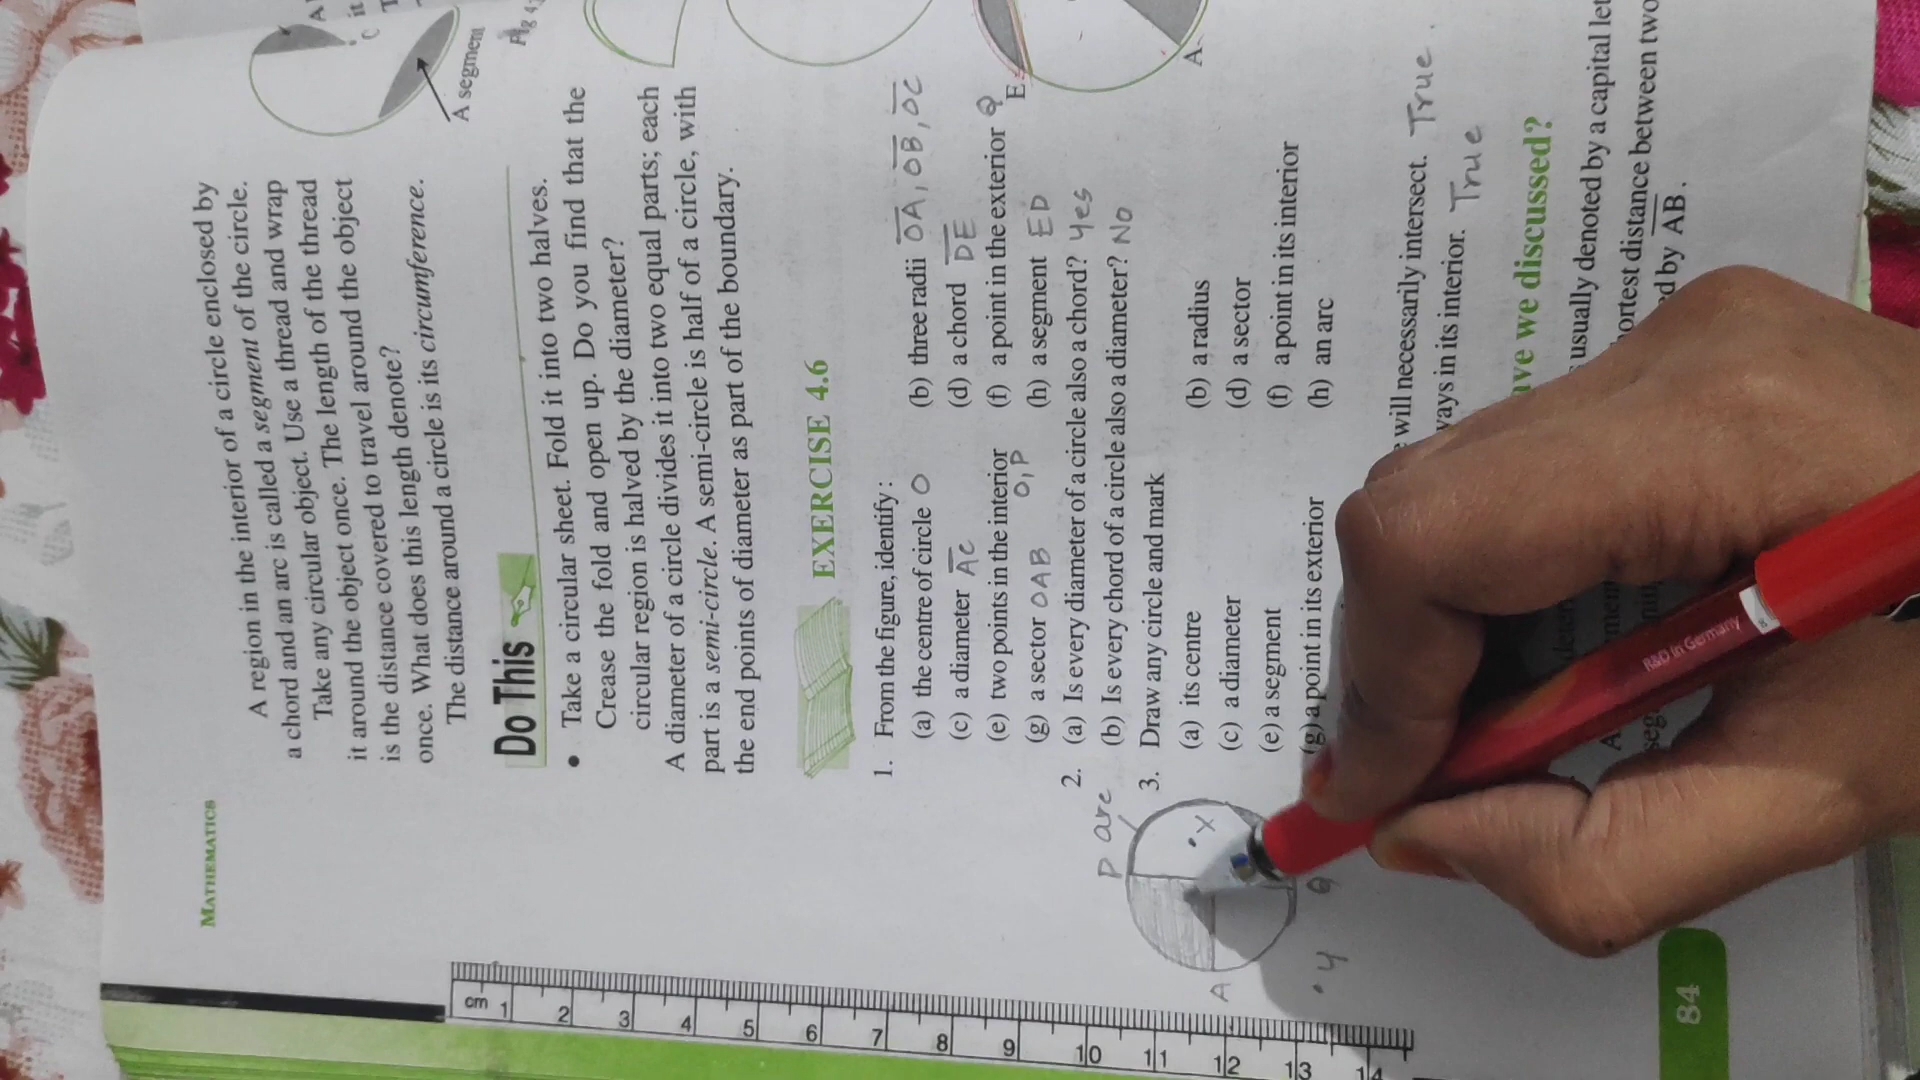 MATHEMATICS
A region in the interior of a circle enclosed by
a chord and an arc is called a segment of the circle.
Take any circular object. Use a thread and wrap
it around the object once. The length of the thread
is the distance covered to travel around the object
once. What does this length denote?
The distance around a circle is its circumference.
A segment
Do This
• Take a circular sheet. Fold it into two halves.
Crease the fold and open up. Do you find that the
circular region is halved by the diameter?
A diameter of a circle divides it into two equal parts; each
part is a semi-circle. A semi-circle is half of a circle, with
the end points of diameter as part of the boundary.
EXERCISE 4.6
1. From the figure, identify :
(a) the centre of circle O (b) three radii OA, OB, OC
(c) a diameter AC (d) a chord DE
(e) two points in the interior O, P (f) a point in the exterior Q
(g) a sector OAB (h) a segment ED
2. (a) Is every diameter of a circle also a chord? Yes
(b) Is every chord of a circle also a diameter? No
3. Draw any circle and mark
(a) its centre (b) a radius
(c) a diameter (d) a sector
(e) a segment (f) a point in its interior
(g) a point in its exterior (h) an arc
will necessarily intersect. True
in its interior. True
we discussed?
usually denoted by a capital
distance between two
by AB.
E
A
P arc
X
Q
A
Y
cm 1 2 3 4 5 6 7 8 9 10 11 12 13 14
R&D in Germany
84